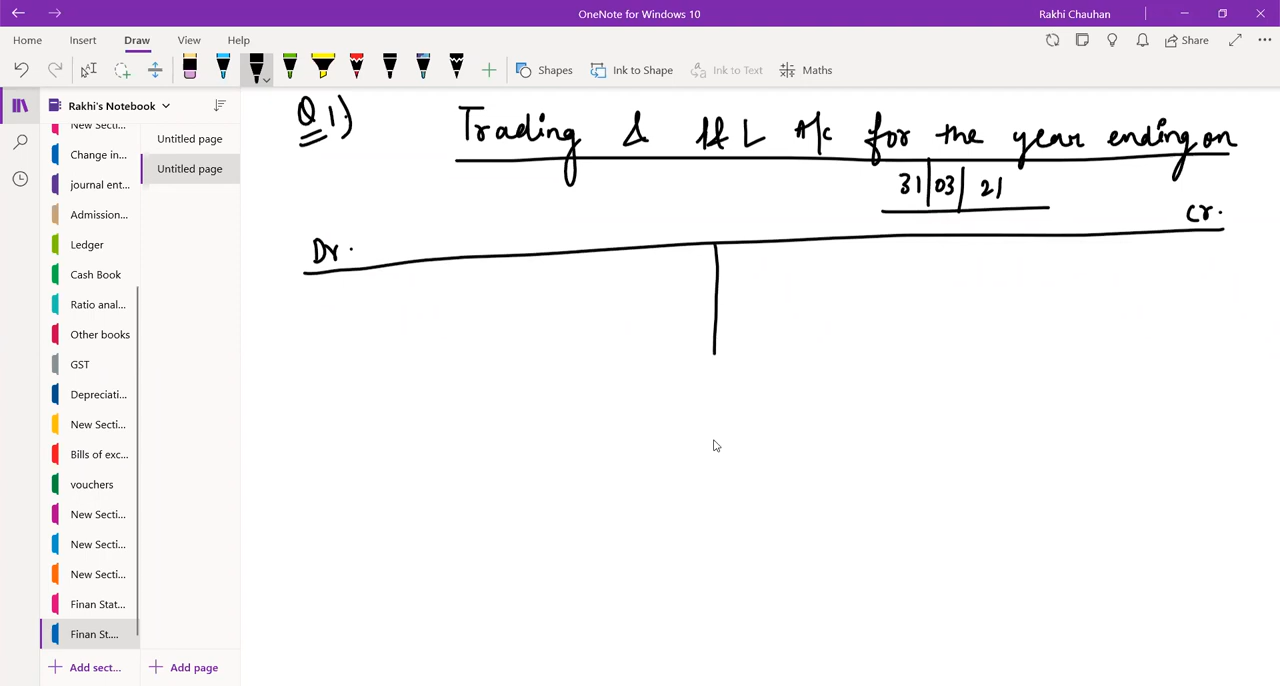 OneNote for Windows 10
Rakhi Chauhan
Home Insert Draw View Help
Share
Shapes Ink to Shape Ink to Text Maths
Rakhi's Notebook
New Secti...
Change in...
journal ent...
Admission...
Ledger
Cash Book
Ratio anal...
Other books
GST
Depreciati...
New Secti...
Bills of exc...
vouchers
New Secti...
New Secti...
New Secti...
Finan Stat...
Finan St....
Add sect...
Untitled page
Untitled page
Add page
Q1) Trading & P&L A/c for the year ending on
31/03/21
Dr. Cr.